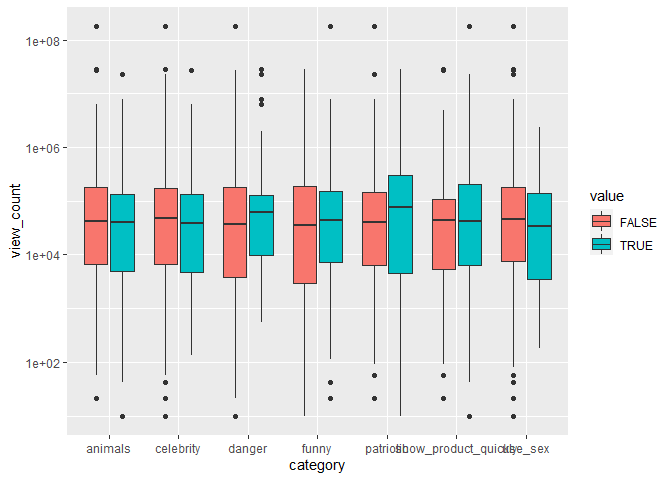 1e+08
1e+06
1e+04
1e+02
view_count
animals
celebrity
danger
funny
patriotic
show_product_quickly
use_sex
category
value
FALSE
TRUE